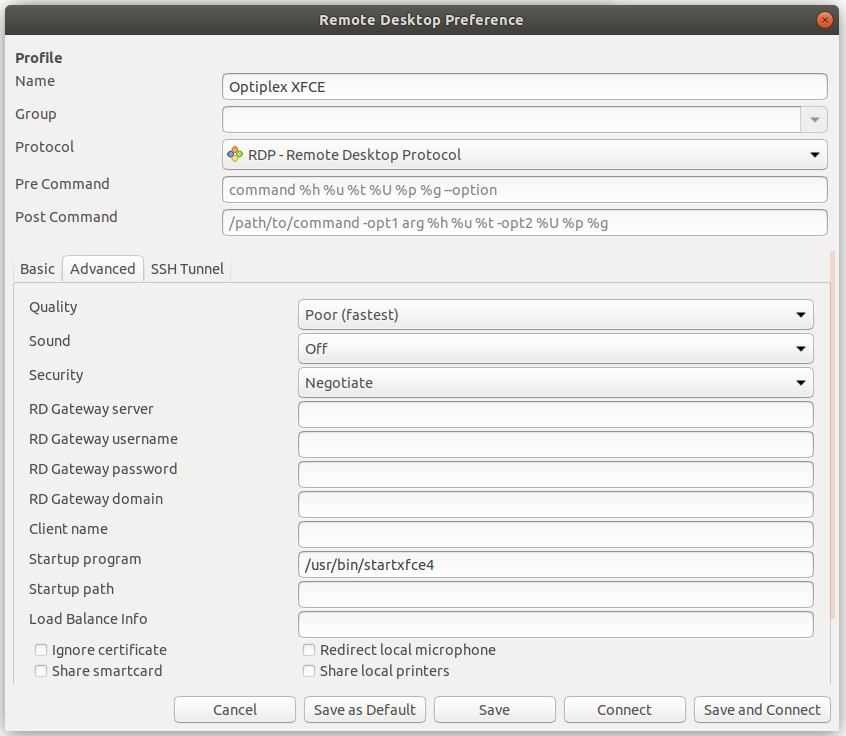 Remote Desktop Preference
Profile
Name Optiplex XFCE
Group
Protocol RDP - Remote Desktop Protocol
Pre Command command %h %u %t %U %p %g --option
Post Command /path/to/command -opt1 arg %h %u %t -opt2 %U %p %g
Basic Advanced SSH Tunnel
Quality Poor (fastest)
Sound Off
Security Negotiate
RD Gateway server
RD Gateway username
RD Gateway password
RD Gateway domain
Client name
Startup program /usr/bin/startxfce4
Startup path
Load Balance Info
Ignore certificate Redirect local microphone
Share smartcard Share local printers
Cancel Save as Default Save Connect Save and Connect